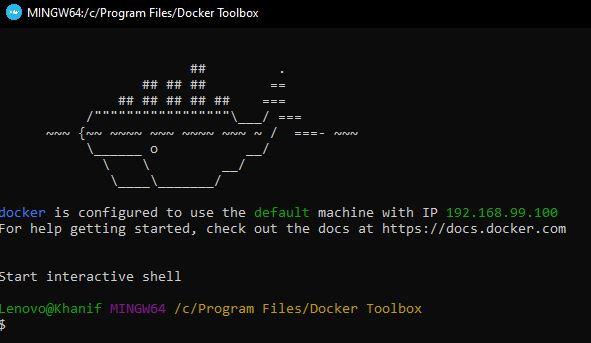 MINGW64:/c/Program Files/Docker Toolbox
                        ##         .
                  ## ## ##        ==
               ## ## ## ## ##    ===
           /"""""""""""""""""\___/ ===
      ~~~ {~~ ~~~~ ~~~ ~~~~ ~~~ ~ /  ===- ~~~
           \______ o           __/
             \    \         __/
              \____\_______/
docker is configured to use the default machine with IP 192.168.99.100
For help getting started, check out the docs at https://docs.docker.com
Start interactive shell
Lenovo@Khanif MINGW64 /c/Program Files/Docker Toolbox
$